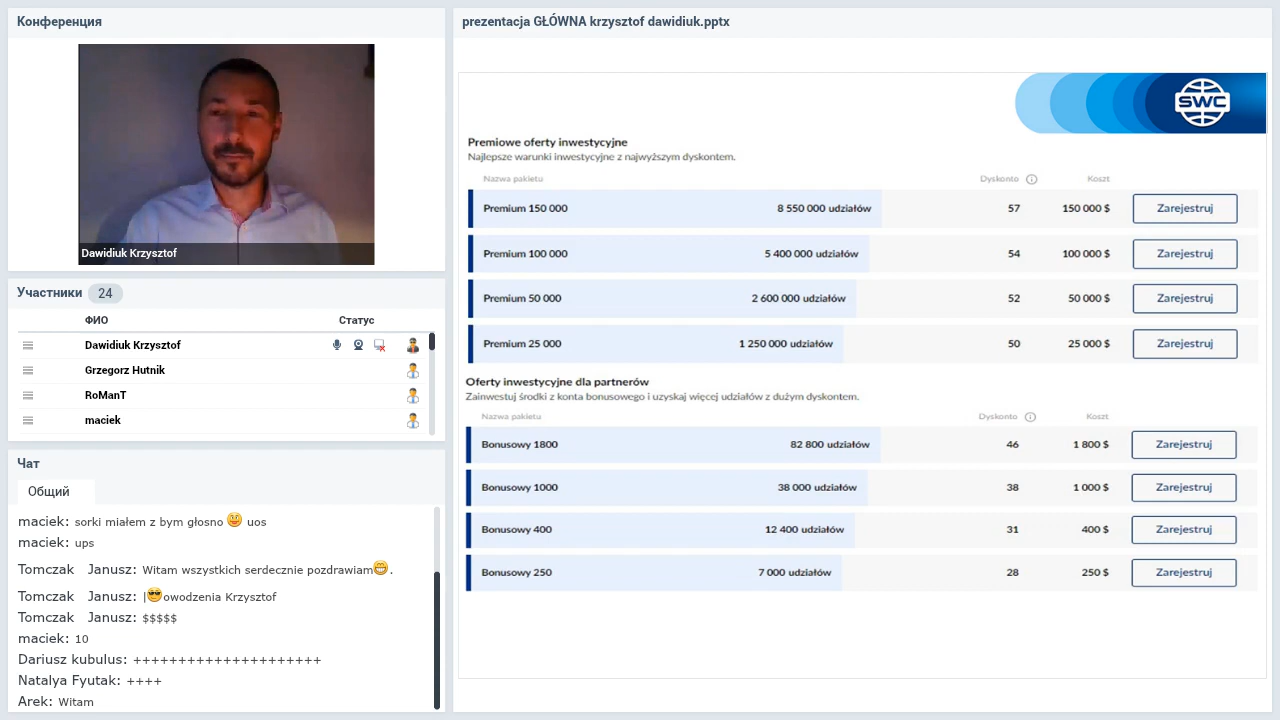 Конференция
Dawidiuk Krzysztof
Участники 24
ФИО Статус
Dawidiuk Krzysztof
Grzegorz Hutnik
RoManT
maciek
Чат
Общий
maciek: sorki miałem z bym głosno uos
maciek: ups
Tomczak Janusz: Witam wszystkich serdecznie pozdrawiam .
Tomczak Janusz: | owodzenia Krzysztof
Tomczak Janusz: $$$$$
maciek: 10
Dariusz kubulus: +++++++++++++++++++++
Natalya Fyutak: ++++
Arek: Witam
prezentacja GŁÓWNA krzysztof dawidiuk.pptx
SWC
Premiowe oferty inwestycyjne
Najlepsze warunki inwestycyjne z najwyższym dyskontem.
Nazwa pakietu Dyskonto Koszt
Premium 150 000 8 550 000 udziałów 57 150 000 $ Zarejestruj
Premium 100 000 5 400 000 udziałów 54 100 000 $ Zarejestruj
Premium 50 000 2 600 000 udziałów 52 50 000 $ Zarejestruj
Premium 25 000 1 250 000 udziałów 50 25 000 $ Zarejestruj
Oferty inwestycyjne dla partnerów
Zainwestuj środki z konta bonusowego i uzyskaj więcej udziałów z dużym dyskontem.
Nazwa pakietu Dyskonto Koszt
Bonusowy 1800 82 800 udziałów 46 1 800 $ Zarejestruj
Bonusowy 1000 38 000 udziałów 38 1 000 $ Zarejestruj
Bonusowy 400 12 400 udziałów 31 400 $ Zarejestruj
Bonusowy 250 7 000 udziałów 28 250 $ Zarejestruj